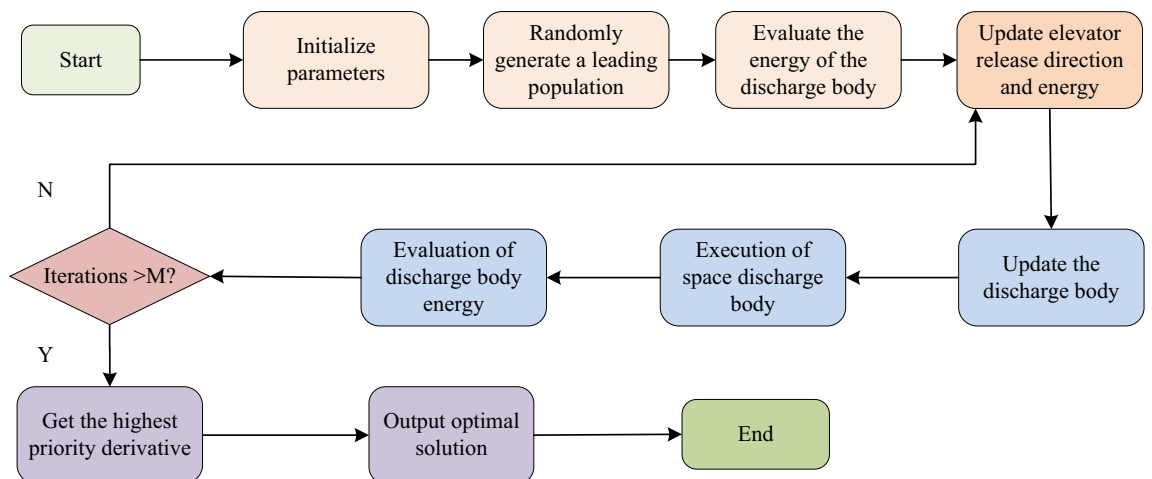 Start
Initialize
parameters
Randomly
generate a leading
population
Evaluate the
energy of the
discharge body
Update elevator
release direction
and energy
N
Iterations >M?
Evaluation of
discharge body
energy
Execution of
space discharge
body
Update the
discharge body
Y
Get the highest
priority derivative
Output optimal
solution
End